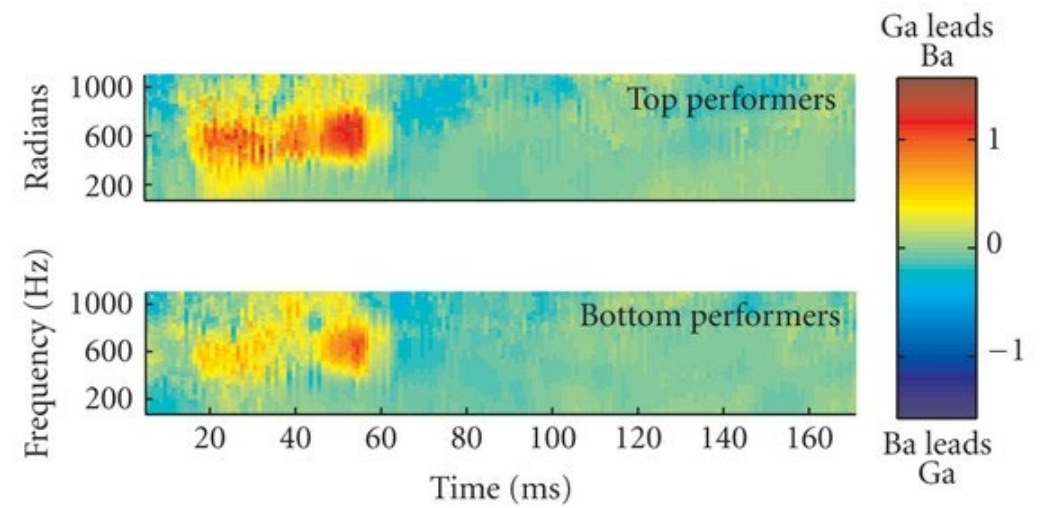 Ga leads
Ba
Radians
1000
600
200
Top performers
1
0
−1
Frequency (Hz)
1000
600
200
Bottom performers
20 40 60 80 100 120 140 160
Time (ms)
Ba leads
Ga